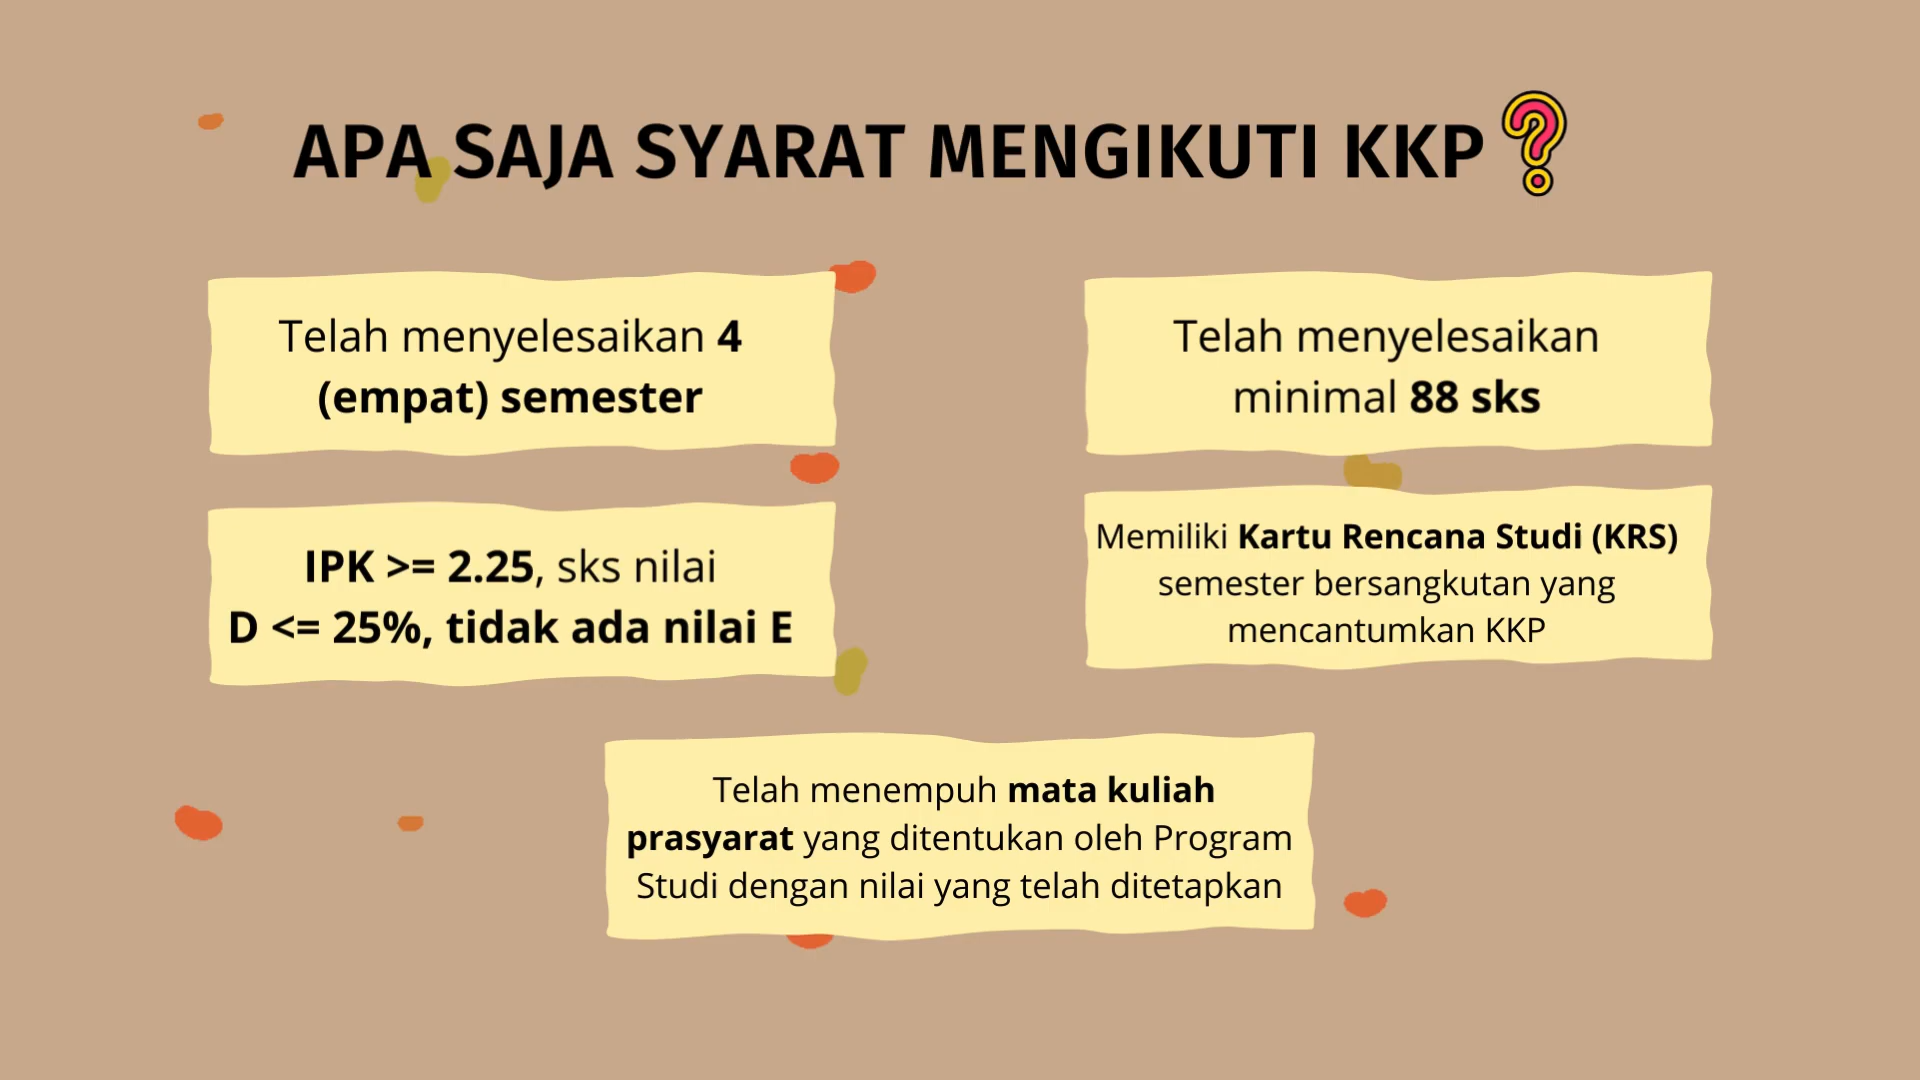 APA SAJA SYARAT MENGIKUTI KKP?
Telah menyelesaikan 4
(empat) semester
Telah menyelesaikan
minimal 88 sks
IPK >= 2.25, sks nilai
D <= 25%, tidak ada nilai E
Memiliki Kartu Rencana Studi (KRS)
semester bersangkutan yang
mencantumkan KKP
Telah menempuh mata kuliah
prasyarat yang ditentukan oleh Program
Studi dengan nilai yang telah ditetapkan